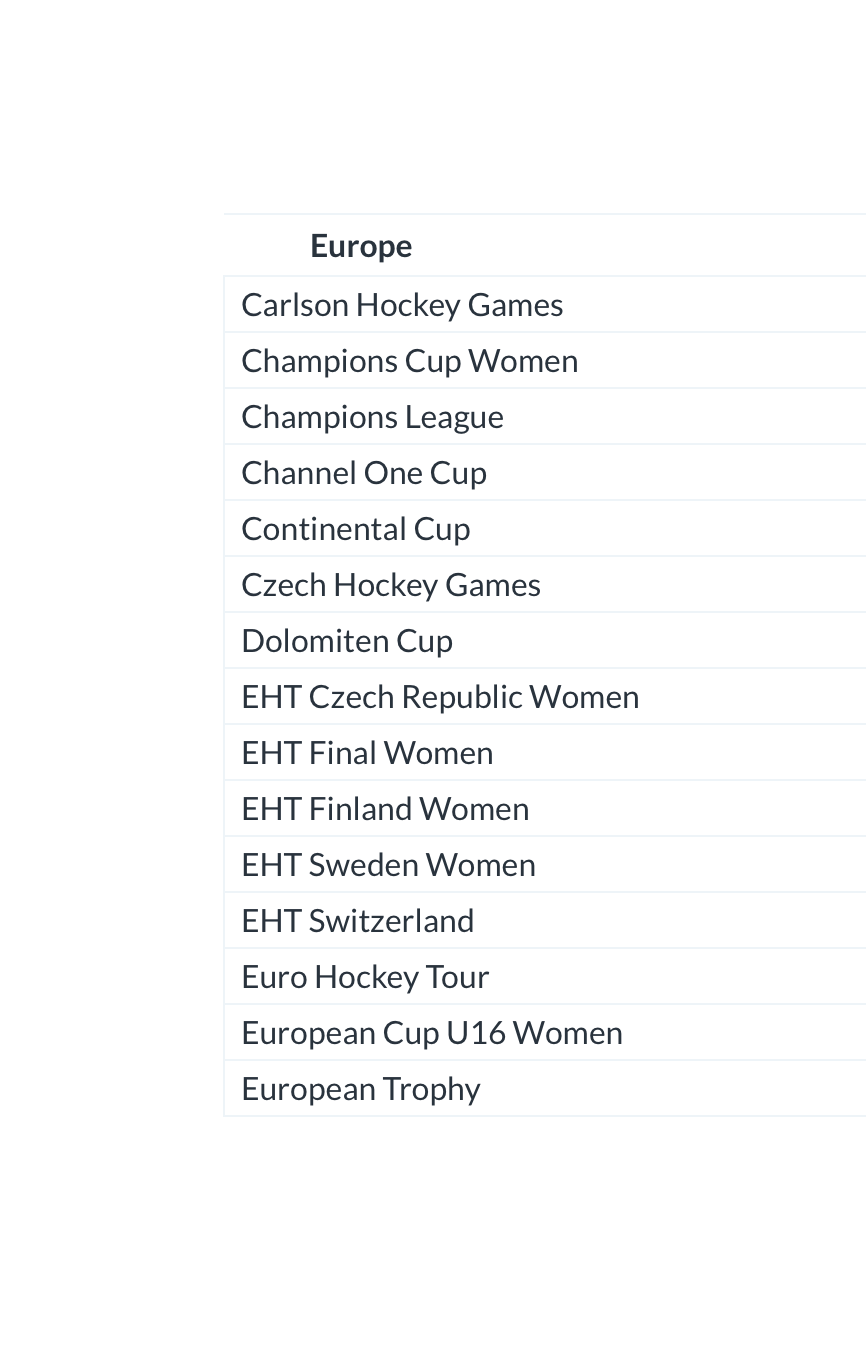 Europe
Carlson Hockey Games
Champions Cup Women
Champions League
Channel One Cup
Continental Cup
Czech Hockey Games
Dolomiten Cup
EHT Czech Republic Women
EHT Final Women
EHT Finland Women
EHT Sweden Women
EHT Switzerland
Euro Hockey Tour
European Cup U16 Women
European Trophy